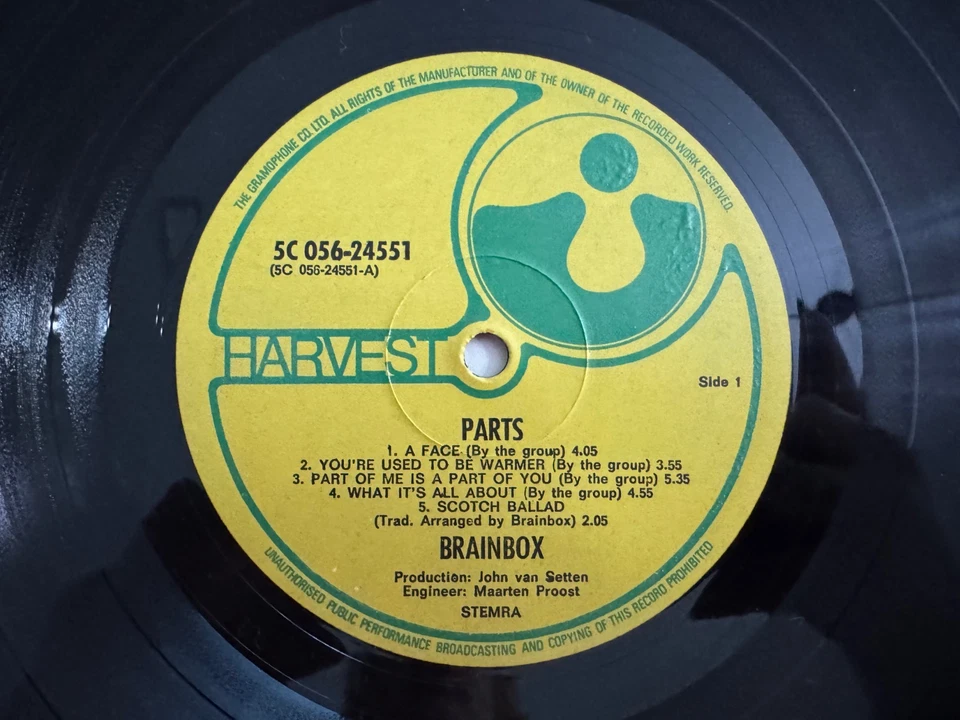 THE GRAMOPHONE CO. LTD. ALL RIGHTS OF THE MANUFACTURER AND OF THE OWNER OF THE RECORDED WORK RESERVED.
5C 056-24551
(5C 056-24551-A)
HARVEST
Side 1
PARTS
1. A FACE (By the group) 4.05
2. YOU'RE USED TO BE WARMER (By the group) 3.55
3. PART OF ME IS A PART OF YOU (By the group) 5.35
4. WHAT IT'S ALL ABOUT (By the group) 4.55
5. SCOTCH BALLAD
(Trad. Arranged by Brainbox) 2.05
BRAINBOX
Production: John van Setten
Engineer: Maarten Proost
STEMRA
UNAUTHORISED PUBLIC PERFORMANCE BROADCASTING AND COPYING OF THIS RECORD PROHIBITED